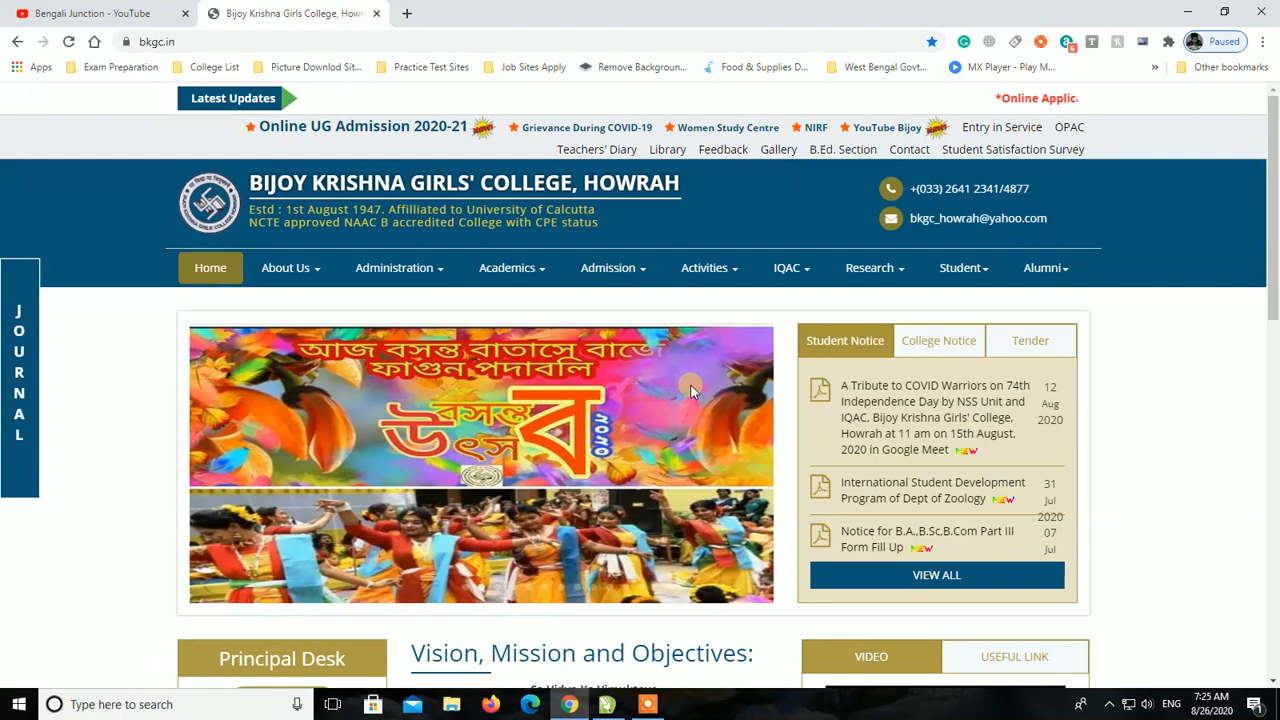 Bengali Junction - YouTube
Bijoy Krishna Girls College, Howra
bkgc.in
Paused
Apps
Exam Preparation
College List
Picture Downlod Sit...
Practice Test Sites
Job Sites Apply
Remove Backgroun...
Food & Supplies D...
West Bengal Govt...
MX Player - Play M...
Other bookmarks
Latest Updates
*Online Applic
Online UG Admission 2020-21
Grievance During COVID-19
Women Study Centre
NIRF
YouTube Bijoy
Entry in Service
OPAC
Teachers' Diary
Library
Feedback
Gallery
B.Ed. Section
Contact
Student Satisfaction Survey
BIJOY KRISHNA GIRLS' COLLEGE, HOWRAH
Estd : 1st August 1947. Affilliated to University of Calcutta
NCTE approved NAAC B accredited College with CPE status
+(033) 2641 2341/4877
bkgc_howrah@yahoo.com
Home
About Us
Administration
Academics
Admission
Activities
IQAC
Research
Student
Alumni
JOURNAL
আজ বসন্ত বাতাসে বাজে
ফাগুন পদাবলি
বসন্ত
উৎসব
২০২০
Student Notice
College Notice
Tender
A Tribute to COVID Warriors on 74th
Independence Day by NSS Unit and
IQAC, Bijoy Krishna Girls' College,
Howrah at 11 am on 15th August,
2020 in Google Meet
12
Aug
2020
International Student Development
Program of Dept of Zoology
31
Jul
2020
Notice for B.A.,B.Sc,B.Com Part III
Form Fill Up
07
Jul
VIEW ALL
Principal Desk
Vision, Mission and Objectives:
VIDEO
USEFUL LINK
Type here to search
ENG
7:25 AM
8/26/2020